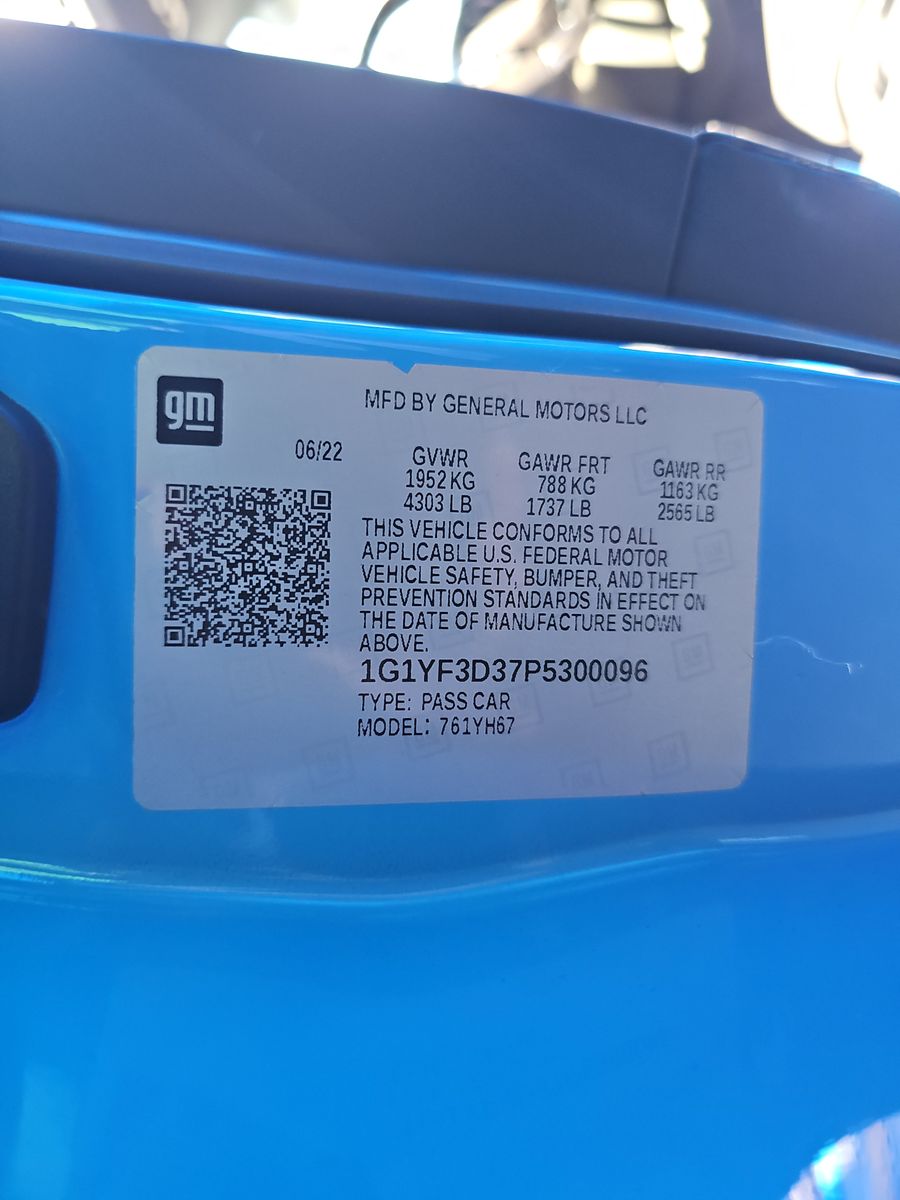 gm
MFD BY GENERAL MOTORS LLC
06/22
GVWR GAWR FRT GAWR RR
1952 KG 788 KG 1163 KG
4303 LB 1737 LB 2565 LB
THIS VEHICLE CONFORMS TO ALL
APPLICABLE U.S. FEDERAL MOTOR
VEHICLE SAFETY, BUMPER, AND THEFT
PREVENTION STANDARDS IN EFFECT ON
THE DATE OF MANUFACTURE SHOWN
ABOVE.
1G1YF3D37P5300096
TYPE: PASS CAR
MODEL: 761YH67